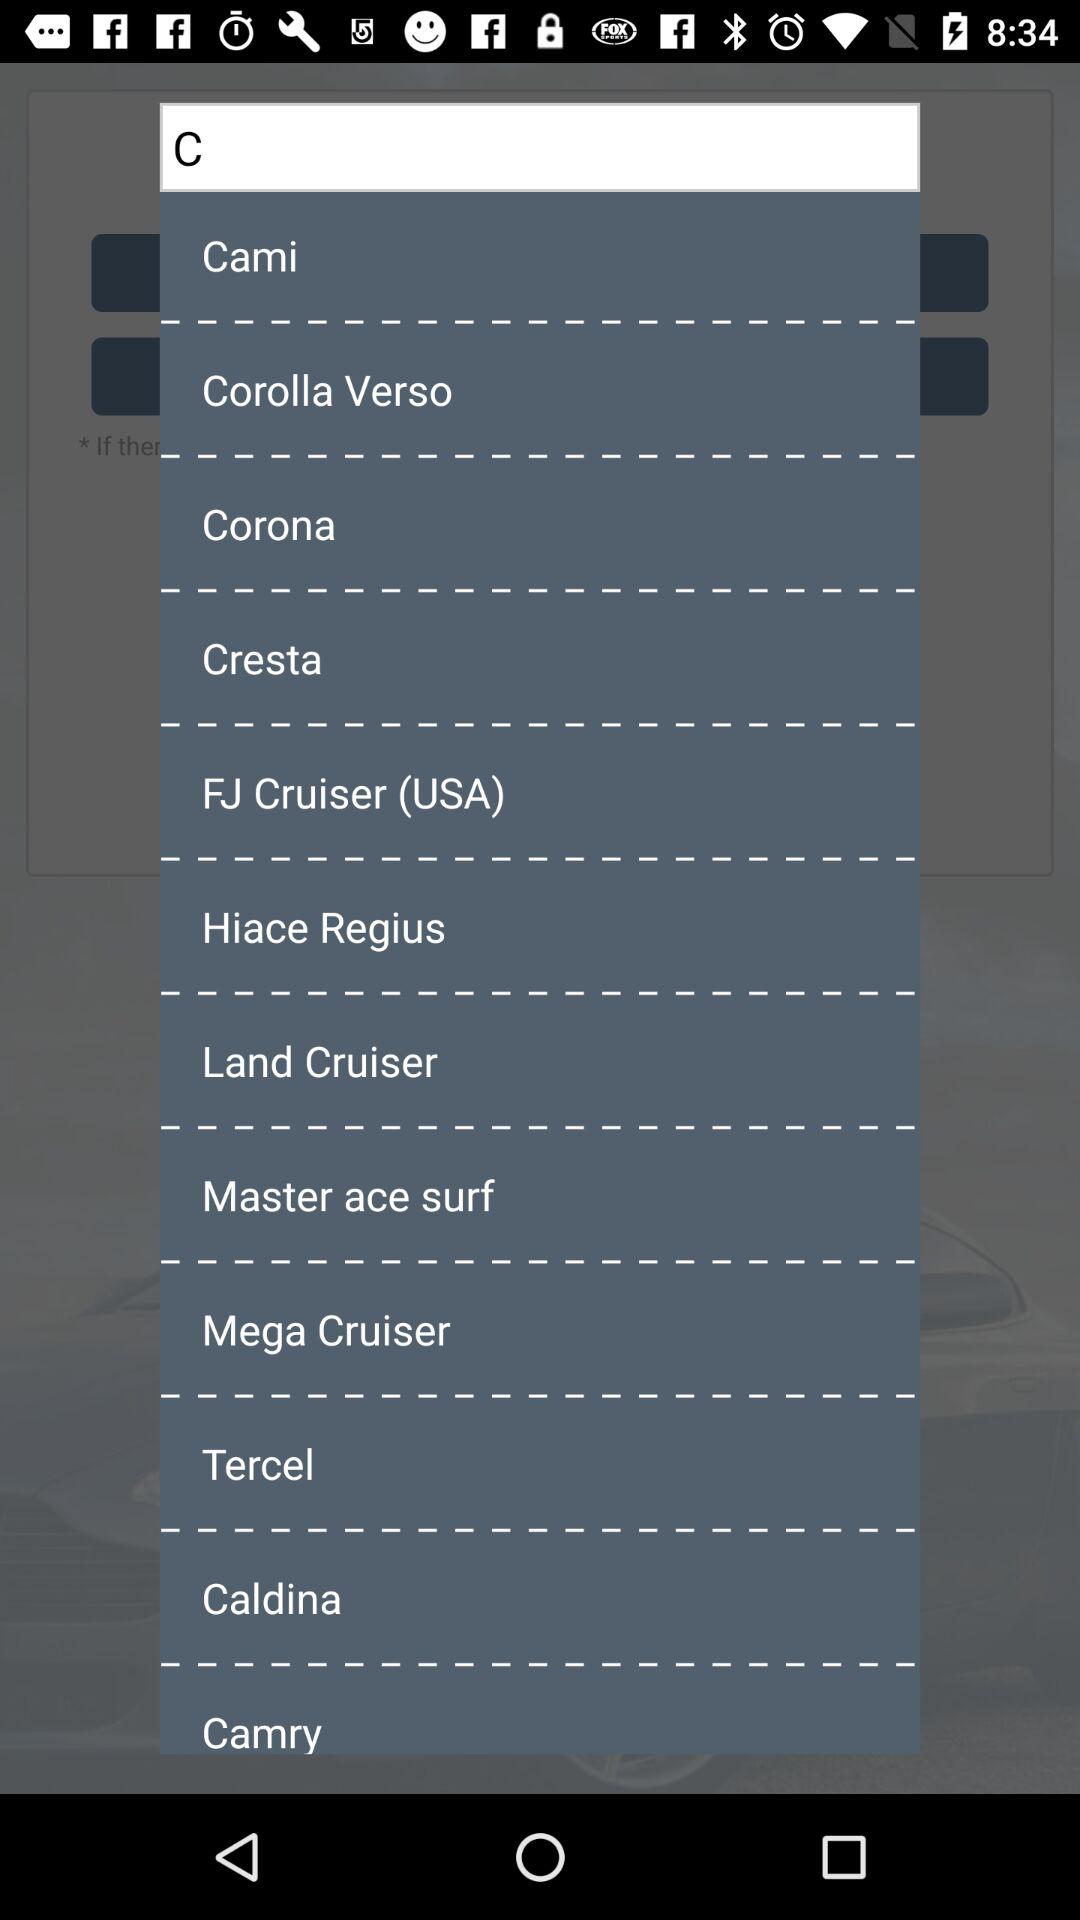 8:34
C
Cami
Corolla Verso
Corona
Cresta
* If ther
FJ Cruiser (USA)
Hiace Regius
Land Cruiser
Master ace surf
Mega Cruiser
Tercel
Caldina
Camry